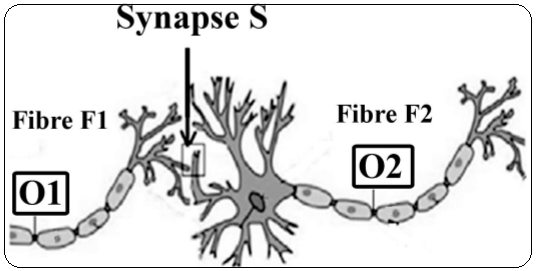 Synapse S
Fibre F1
Fibre F2
O1
O2